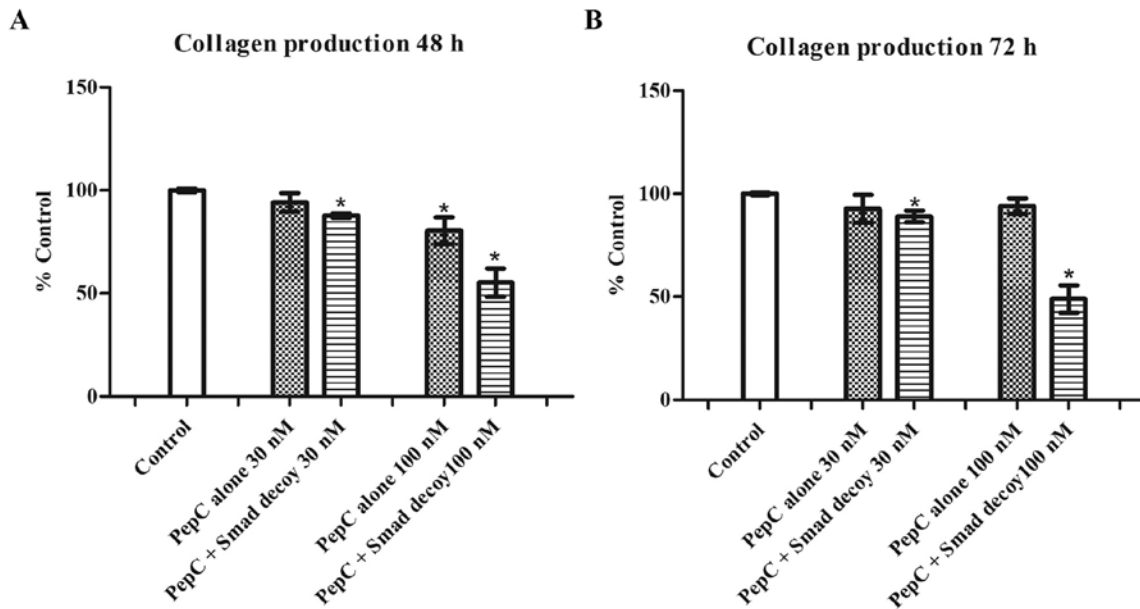 A
Collagen production 48 h
% Control
150
100
50
0
*
*
*
Control
PepC alone 30 nM
PepC + Smad decoy 30 nM
PepC alone 100 nM
PepC + Smad decoy100 nM
B
Collagen production 72 h
% Control
150
100
50
0
*
*
Control
PepC alone 30 nM
PepC + Smad decoy 30 nM
PepC alone 100 nM
PepC + Smad decoy100 nM